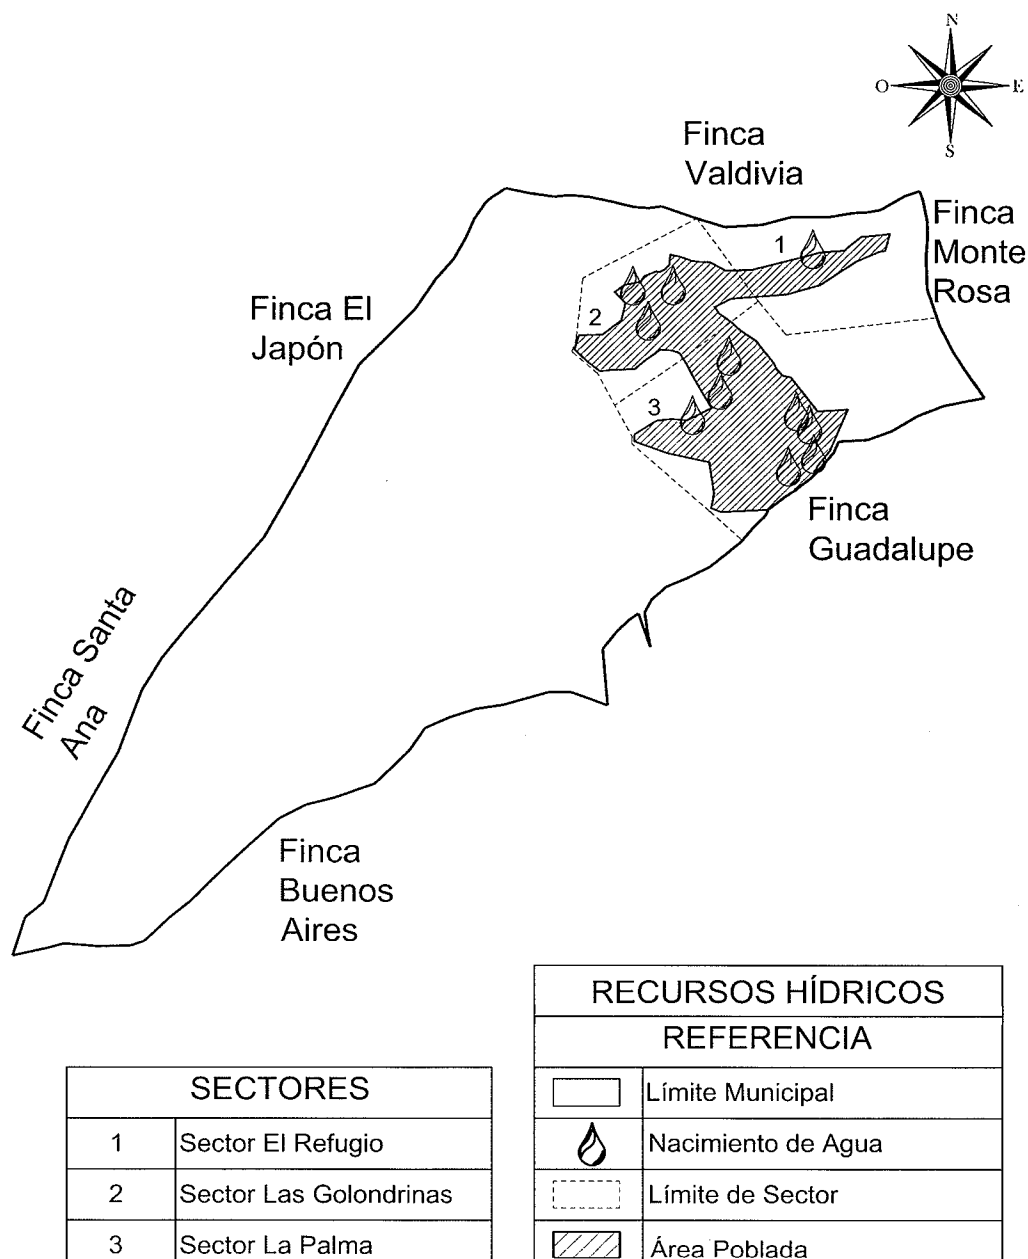 N
O
E
S
Finca
Valdivia
Finca
Monte
Rosa
1
Finca El
Japón
2
3
Finca
Guadalupe
Finca Santa
Ana
Finca
Buenos
Aires
SECTORES
1 Sector El Refugio
2 Sector Las Golondrinas
3 Sector La Palma
RECURSOS HÍDRICOS
REFERENCIA
Límite Municipal
Nacimiento de Agua
Límite de Sector
Área Poblada